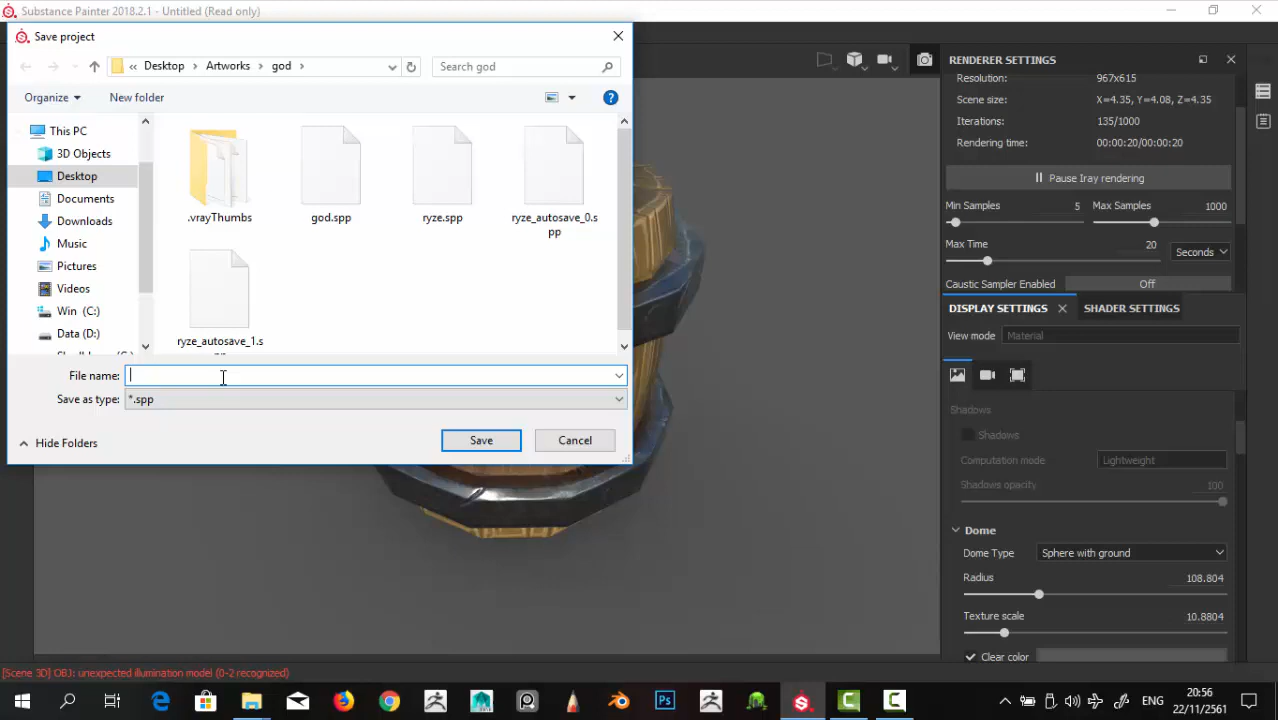 Substance Painter 2018.2.1 - Untitled (Read only)
Save project
« Desktop › Artworks › god ›
Search god
Organize
New folder
This PC
3D Objects
Desktop
Documents
Downloads
Music
Pictures
Videos
Win (C:)
Data (D:)
.vrayThumbs
god.spp
ryze.spp
ryze_autosave_0.s
pp
ryze_autosave_1.s
File name:
Save as type:
*.spp
Hide Folders
Save
Cancel
RENDERER SETTINGS
Resolution: 967x615
Scene size: X=4.35, Y=4.08, Z=4.35
Iterations: 135/1000
Rendering time: 00:00:20/00:00:20
Pause Iray rendering
Min Samples 5
Max Samples 1000
Max Time 20
Seconds
Caustic Sampler Enabled Off
DISPLAY SETTINGS
SHADER SETTINGS
View mode Material
Shadows
Shadows
Computation mode Lightweight
Shadows opacity 100
Dome
Dome Type Sphere with ground
Radius 108.804
Texture scale 10.8804
Clear color
[Scene 3D] OBJ: unexpected illumination model (0-2 recognized)
Ps
ENG
20:56
22/11/2561